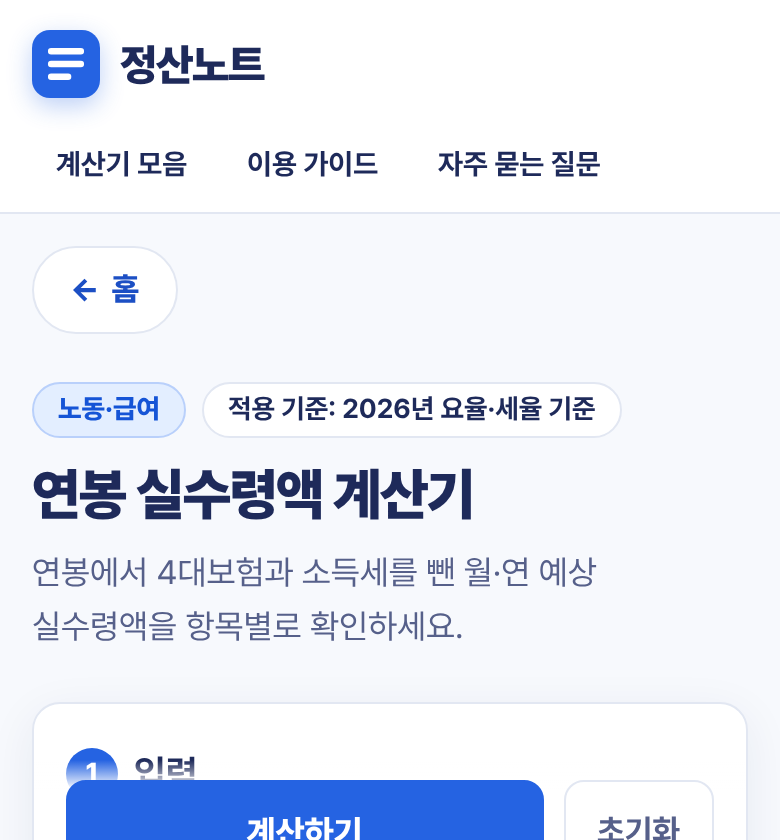 정산노트
계산기 모음 이용 가이드 자주 묻는 질문
← 홈
노동·급여 적용 기준: 2026년 요율·세율 기준
연봉 실수령액 계산기
연봉에서 4대보험과 소득세를 뺀 월·연 예상
실수령액을 항목별로 확인하세요.
1 입력
계산하기 초기화